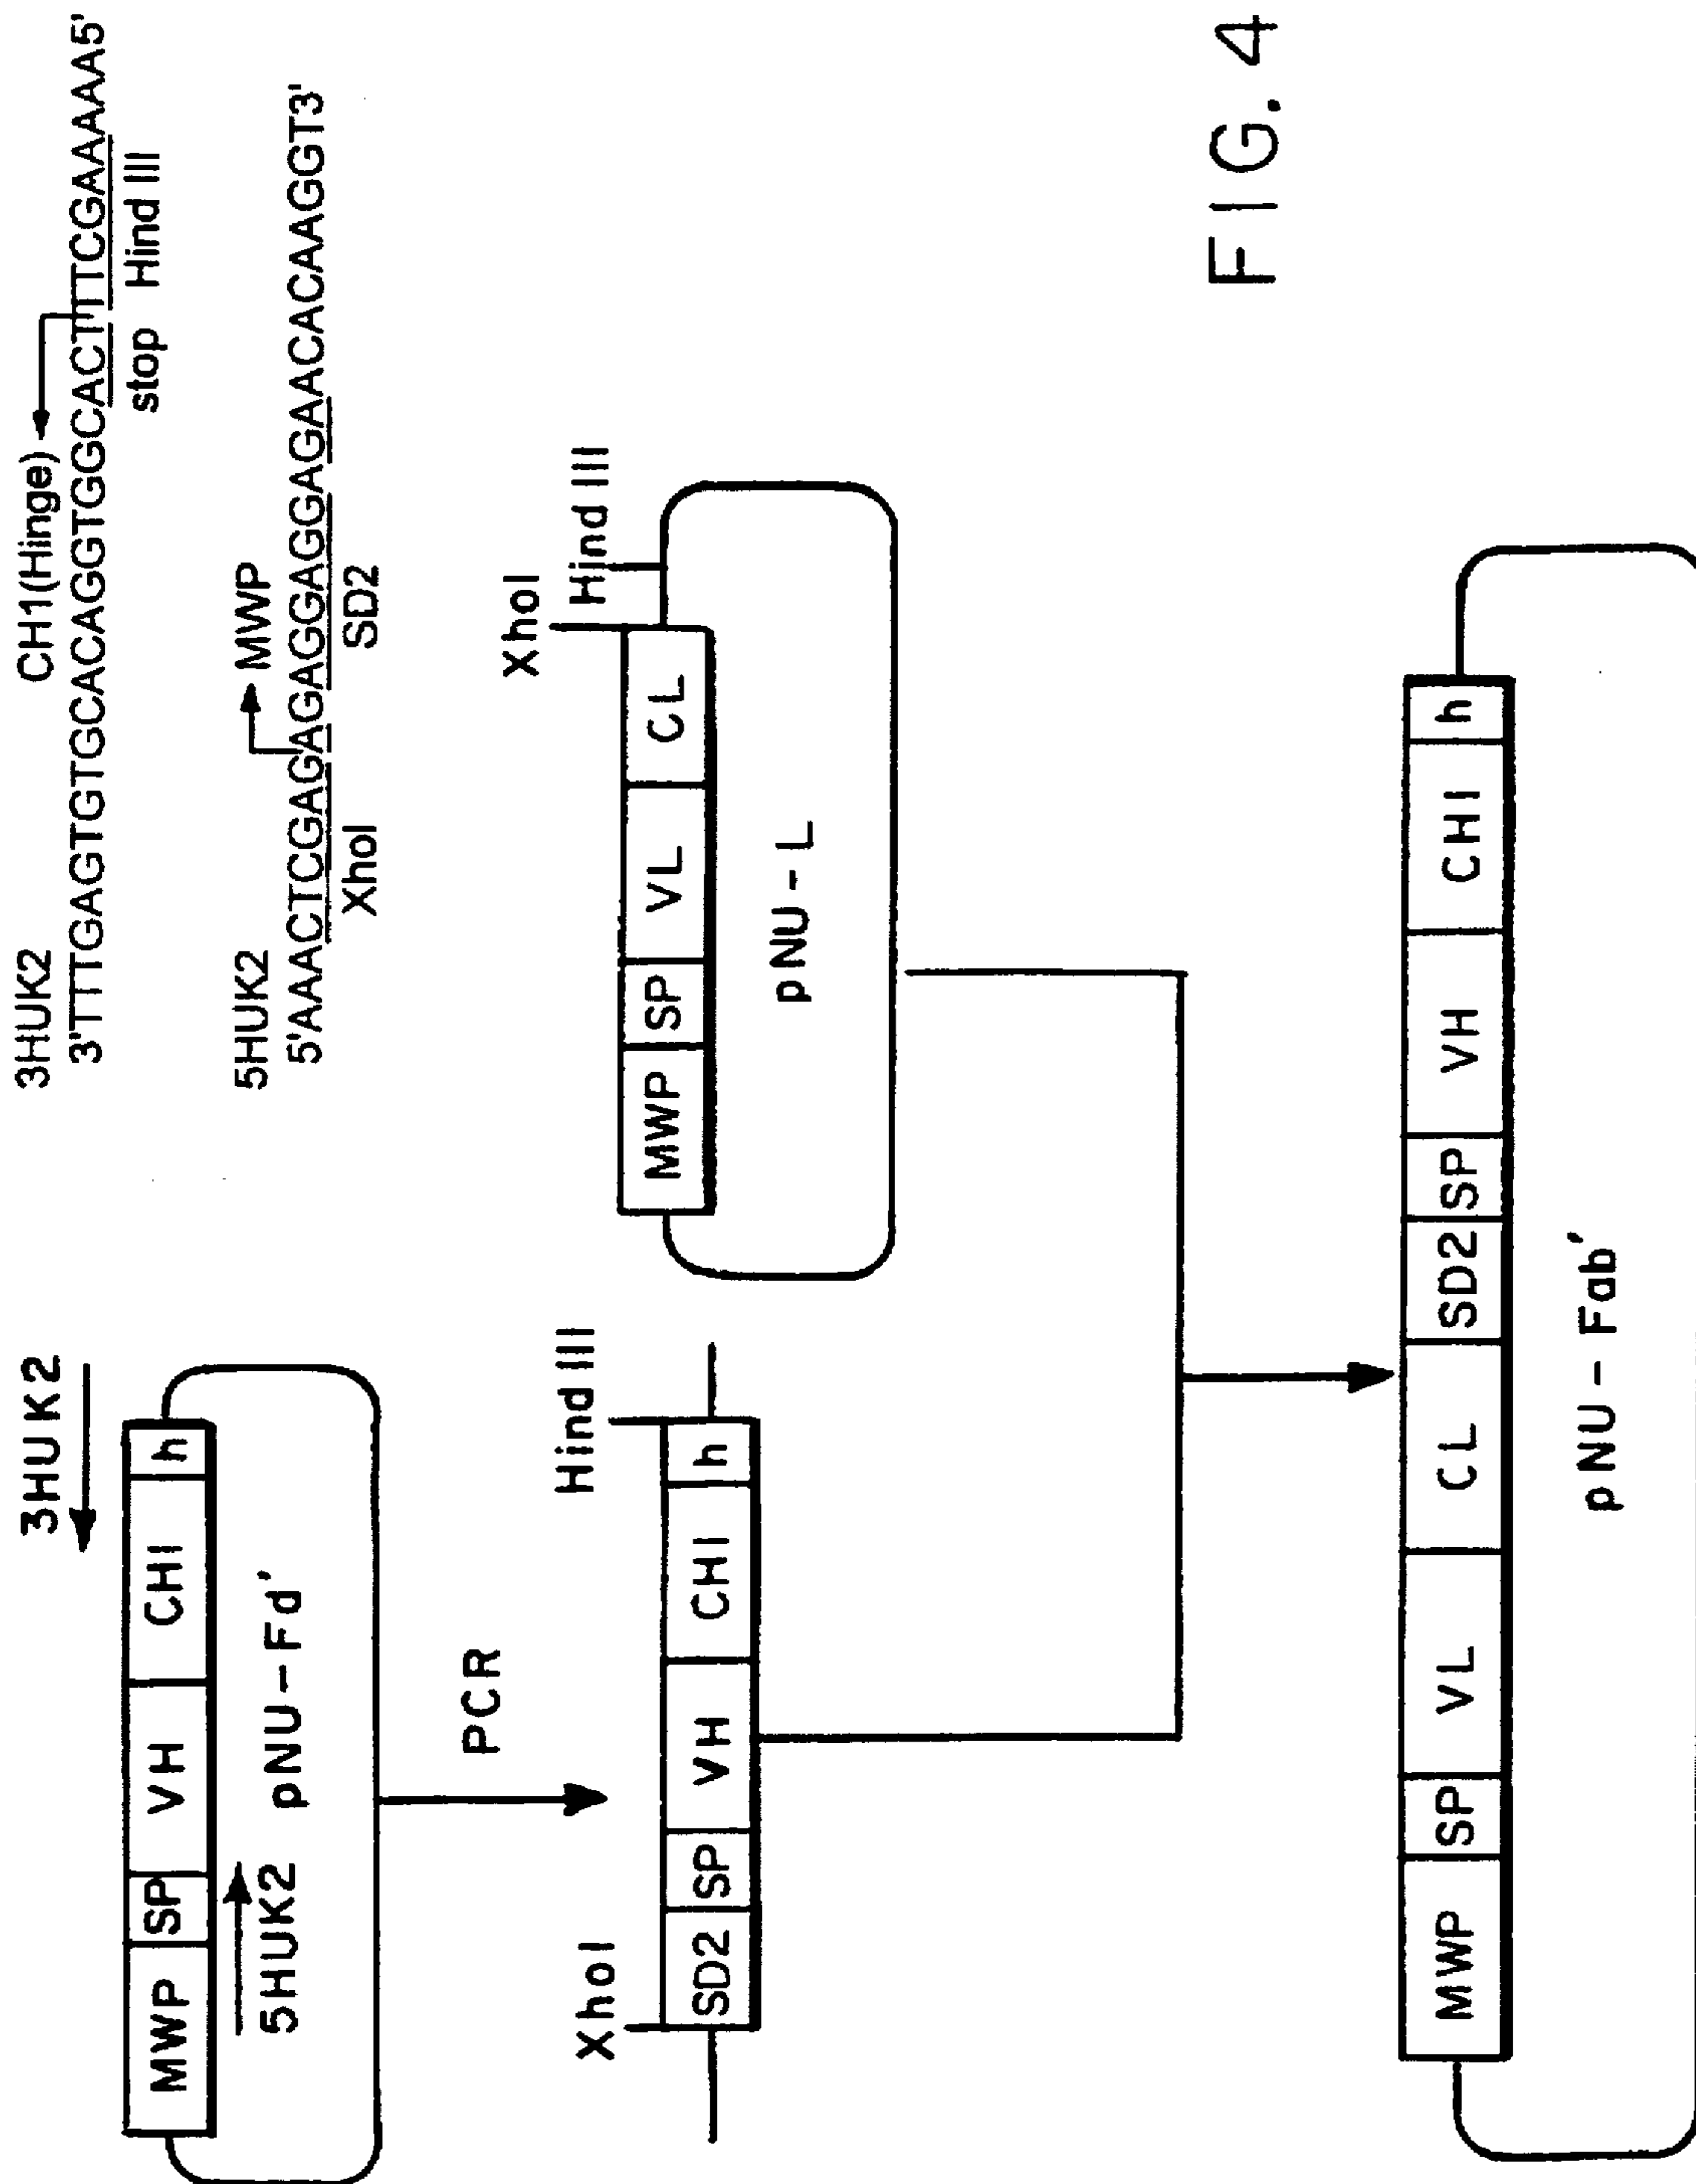 3HUK2
CH1(Hinge)
3'TTTGAGTGTGCACAGGTGGCACTTTCGAAAA5'
stop Hind III
5HUK2
MWP
5'AAACTCGAGAGAGGAGGAGAACACAAGGT3'
XhoI
SD2
3HUK2
MWP SP VH CHI h
5HUK2
pNU-Fd'
PCR
XhoI
Hind III
SD2 SP VH CHI h
XhoI
Hind III
MWP SP VL CL
pNU-L
MWP SP VL CL SD2 SP VH CHI h
pNU-Fab'
FIG. 4